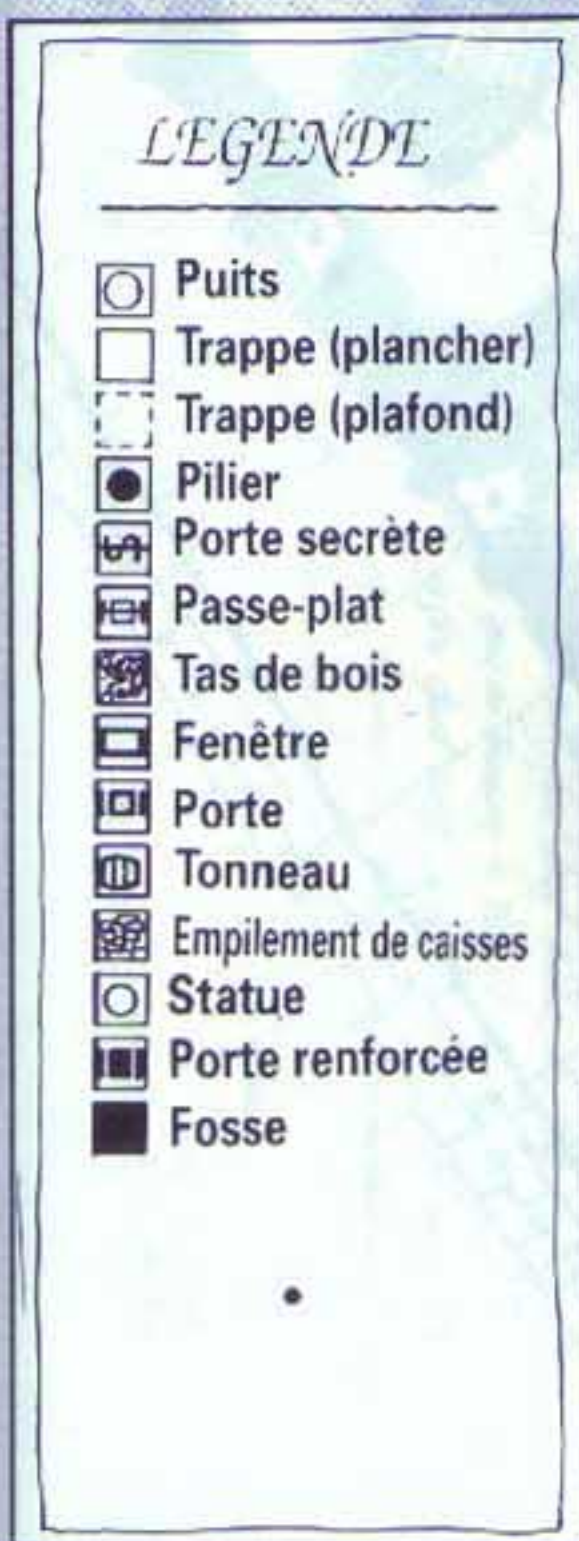 LEGENDE
Puits
Trappe (plancher)
Trappe (plafond)
Pilier
Porte secrète
Passe-plat
Tas de bois
Fenêtre
Porte
Tonneau
Empilement de caisses
Statue
Porte renforcée
Fosse